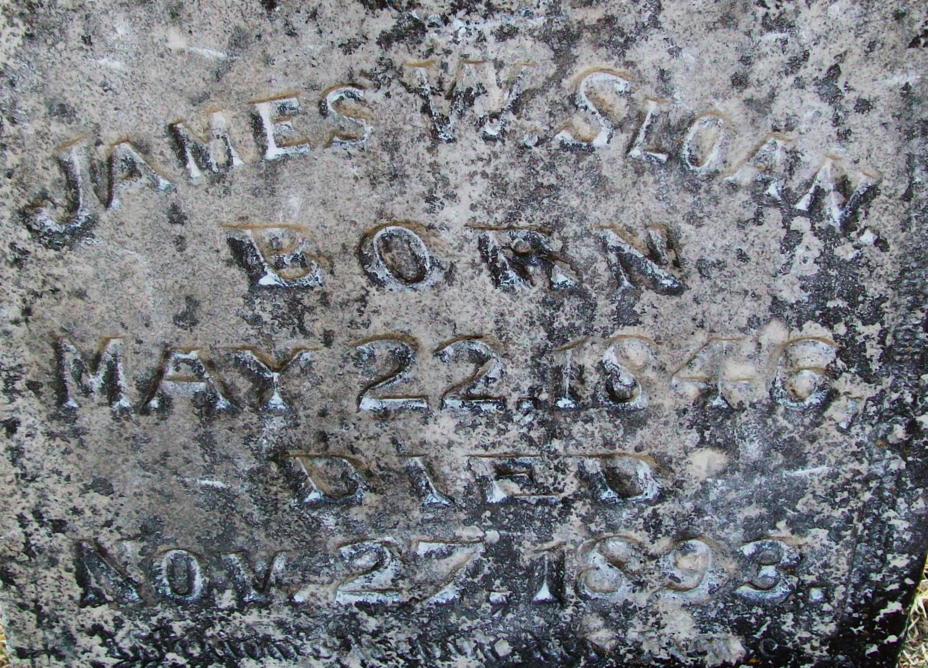 JAMES W. SLOAN
BORN
MAY 22, 1846
DIED
NOV. 27, 1893.